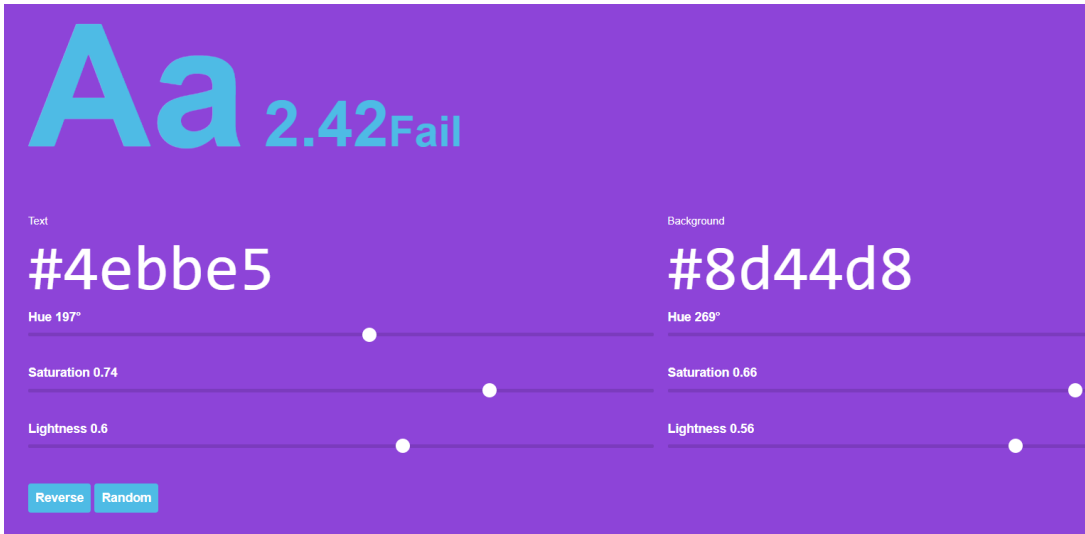 Aa 2.42Fail
Text
#4ebbe5
Hue 197°
Saturation 0.74
Lightness 0.6
Reverse Random
Background
#8d44d8
Hue 269°
Saturation 0.66
Lightness 0.56